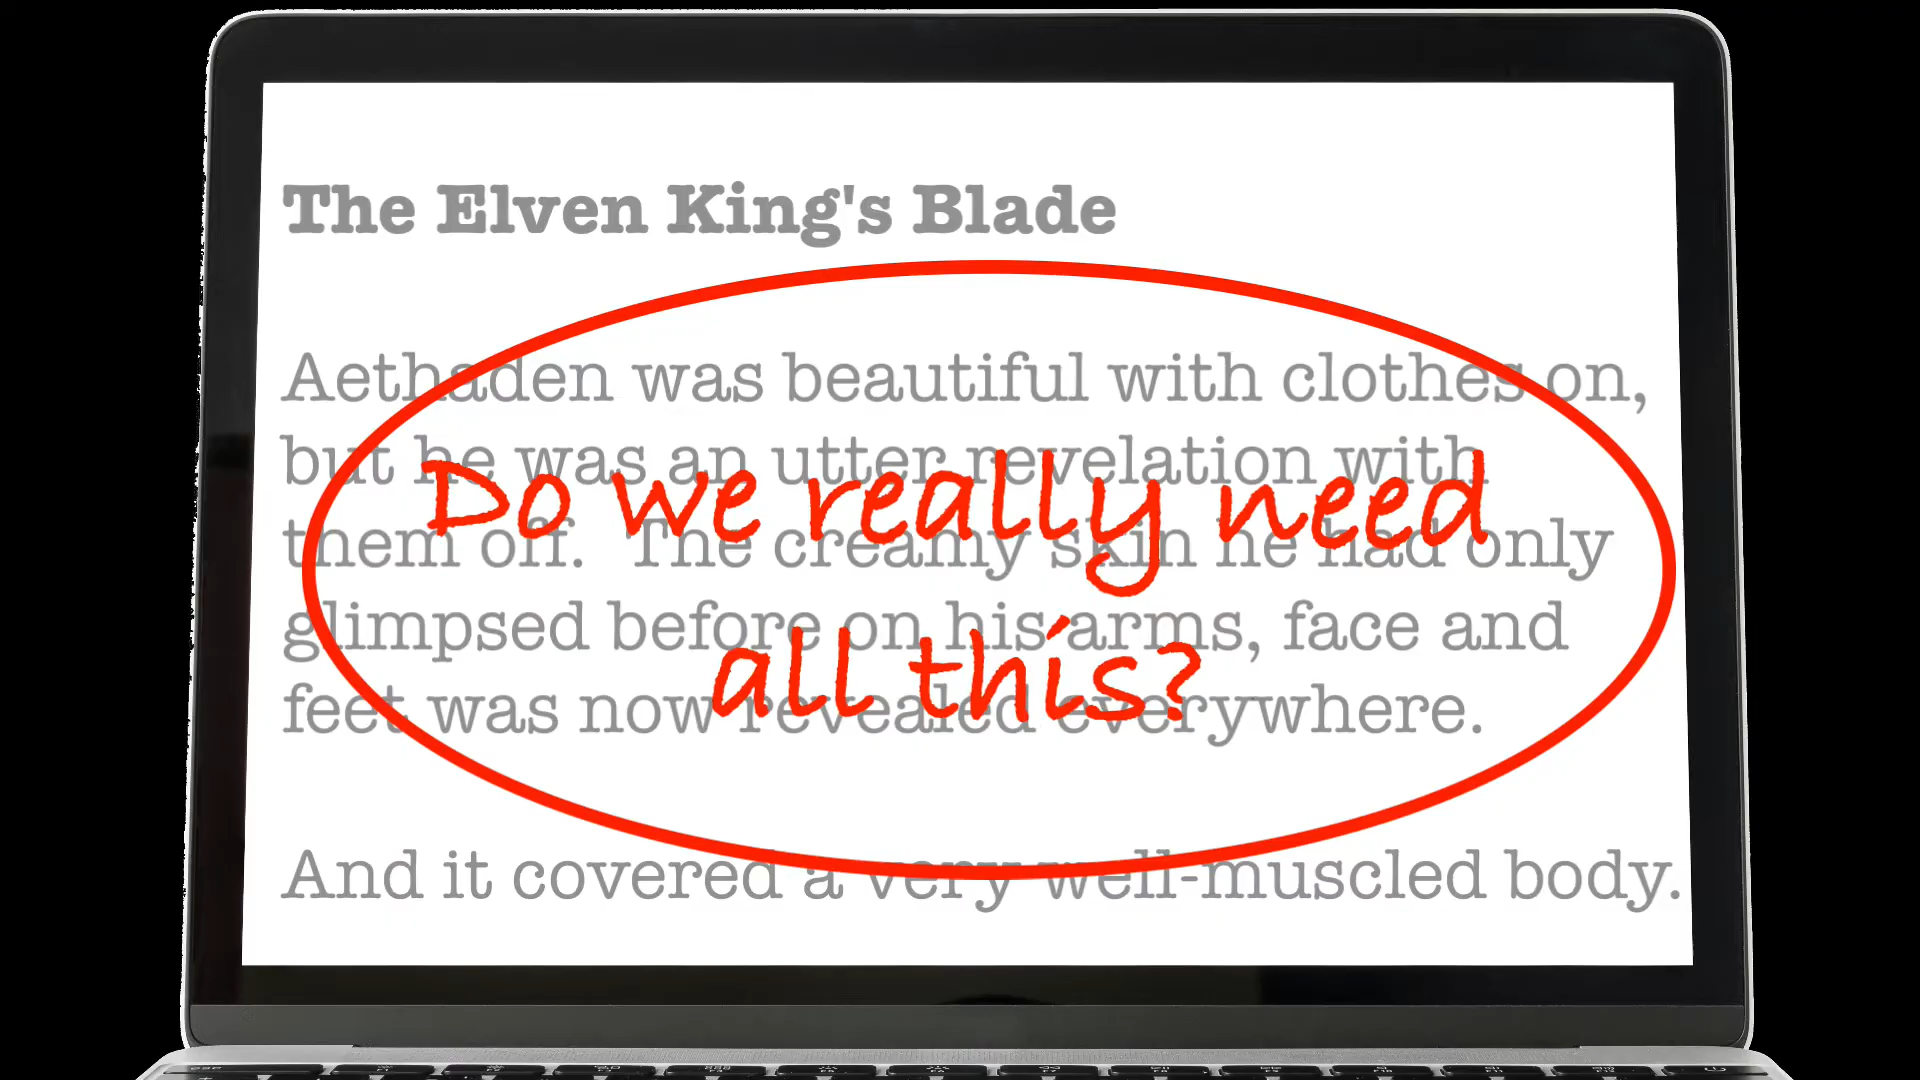 The Elven King's Blade
Aethaden was beautiful with clothes on,
but he was an utter revelation with
them off.  The creamy skin he had only
glimpsed before on his arms, face and
feet was now revealed everywhere.
And it covered a very well-muscled body.
Do we really need
all this?
esc